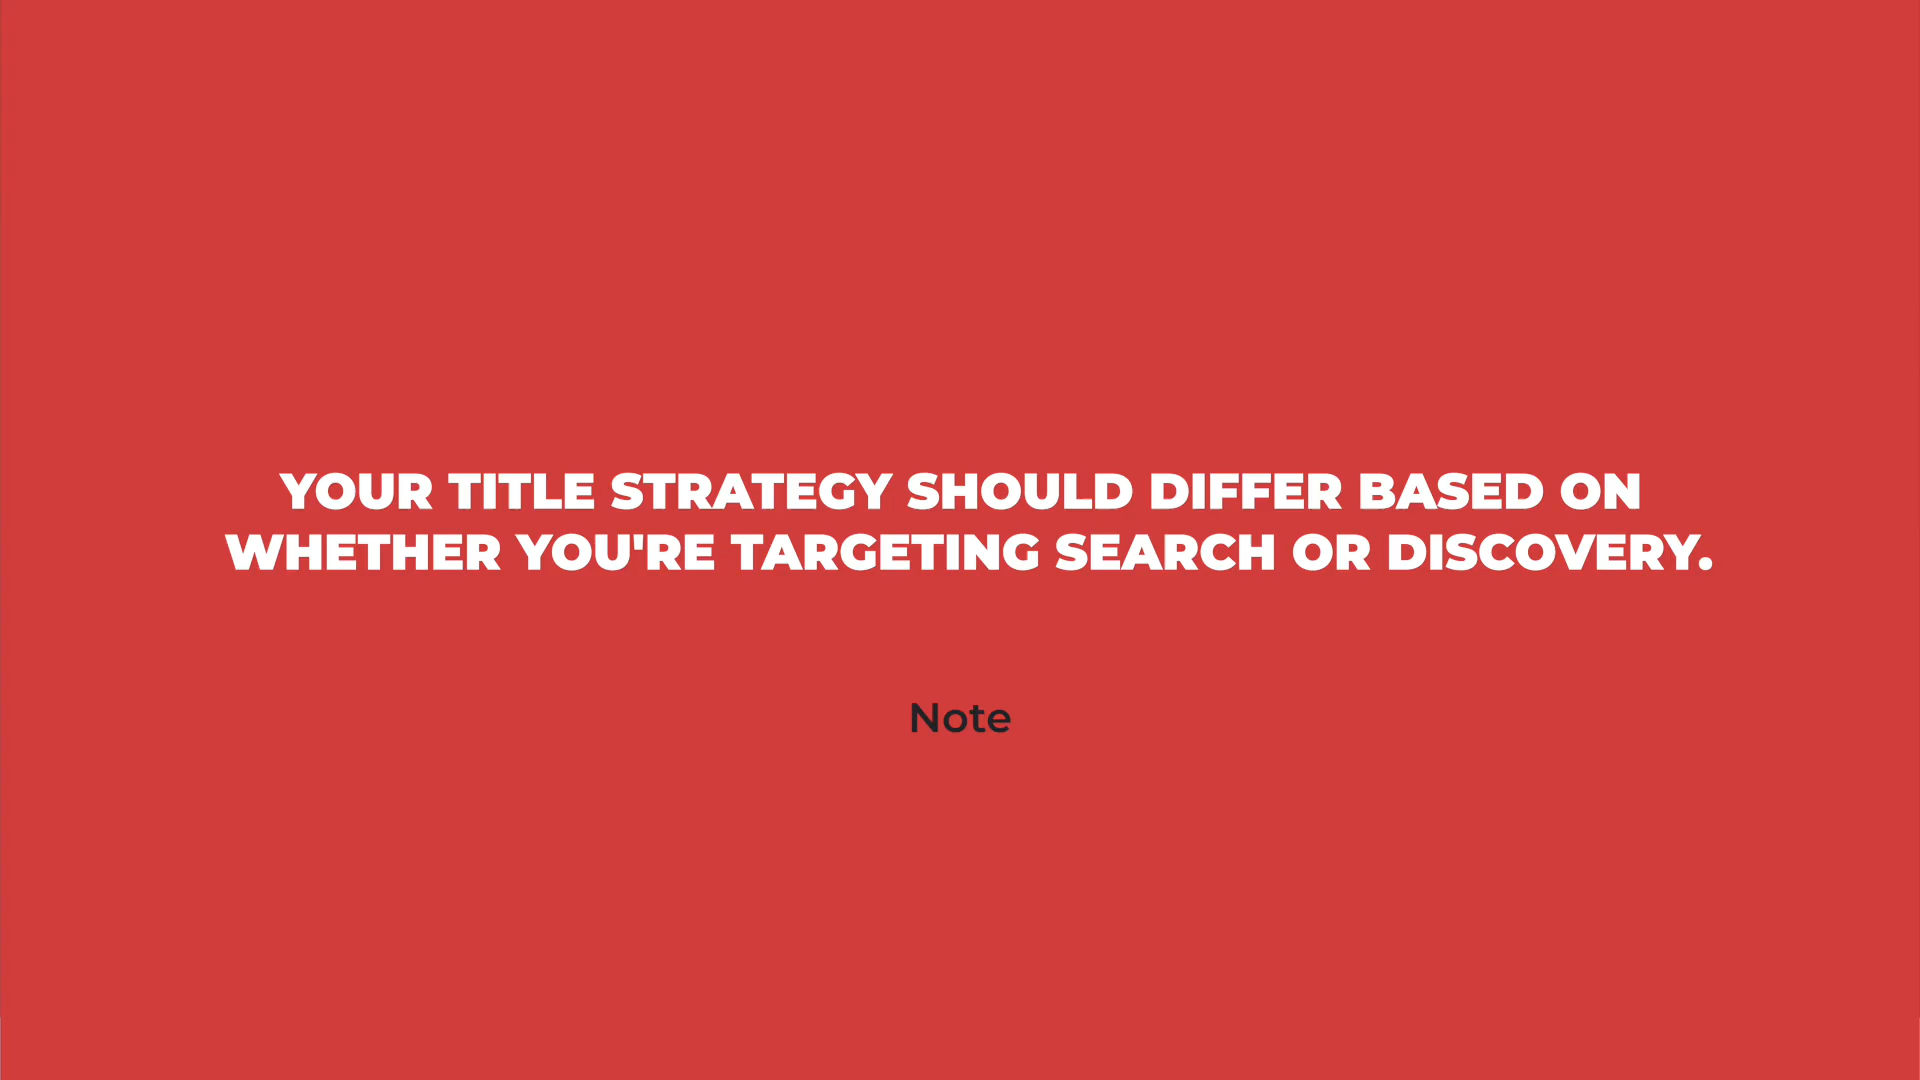 YOUR TITLE STRATEGY SHOULD DIFFER BASED ON
WHETHER YOU'RE TARGETING SEARCH OR DISCOVERY.
Note